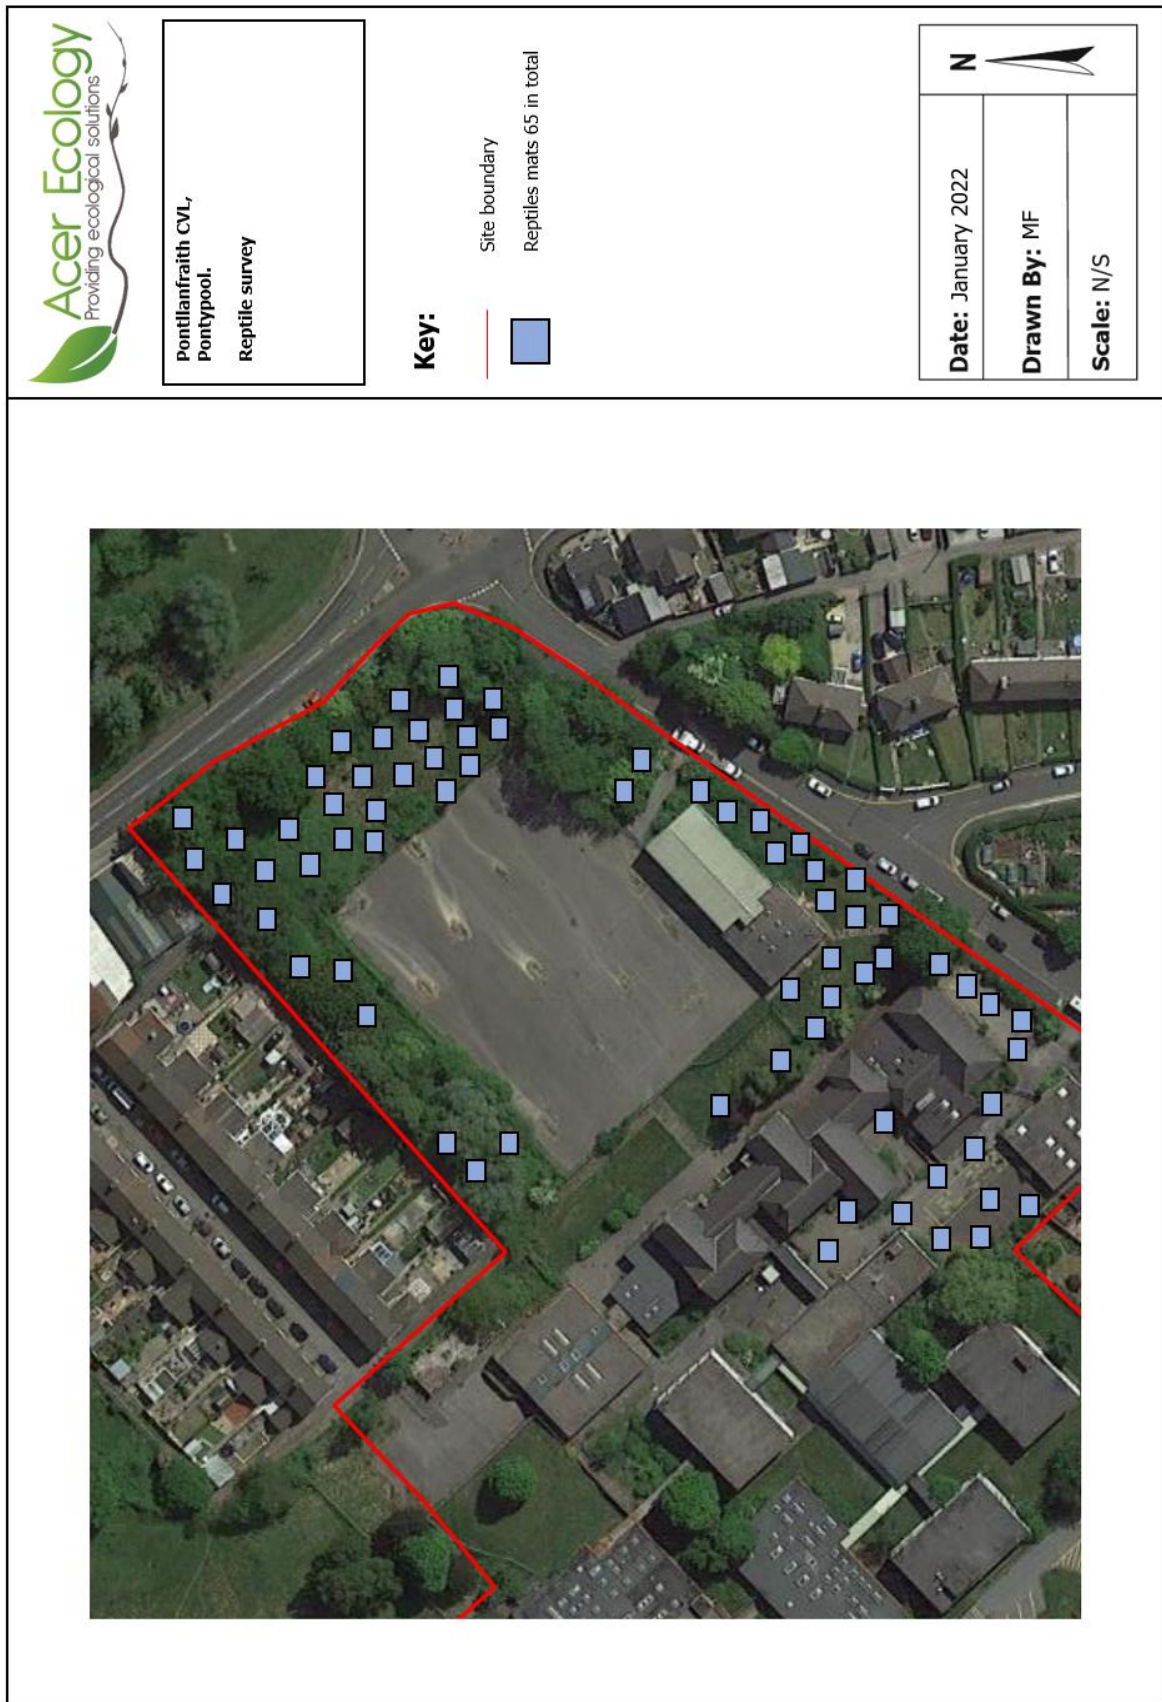 Acer Ecology
Providing ecological solutions
Pontllanfraith CVL,
Pontypool.
Reptile survey
Key:
Site boundary
Reptiles mats 65 in total
Date: January 2022
N
Drawn By: MF
Scale: N/S